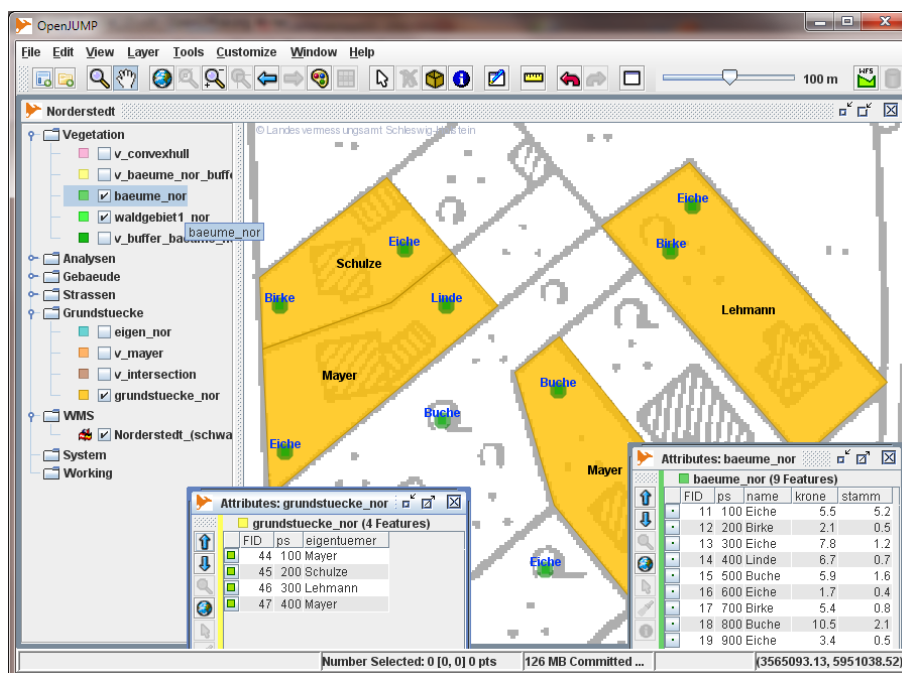 OpenJUMP
File Edit View Layer Tools Customize Window Help
100 m
WFS
Norderstedt
Vegetation
v_convexhull
v_baeume_nor_buffe
baeume_nor
waldgebiet1_nor
baeume_nor
Analysen
Gebaeude
Strassen
Grundstuecke
eigen_nor
v_mayer
v_intersection
grundstuecke_nor
WMS
Norderstedt_(schwa
System
Working
© Landesvermessungsamt Schleswig-Holstein
Eiche
Eiche
Birke
Schulze
Birke
Linde
Lehmann
Mayer
Buche
Buche
Eiche
Mayer
Eiche
Attributes: grundstuecke_nor
grundstuecke_nor (4 Features)
FID ps eigentuemer
44 100 Mayer
45 200 Schulze
46 300 Lehmann
47 400 Mayer
Attributes: baeume_nor
baeume_nor (9 Features)
FID ps name krone stamm
11 100 Eiche 5.5 5.2
12 200 Birke 2.1 0.5
13 300 Eiche 7.8 1.2
14 400 Linde 6.7 0.7
15 500 Buche 5.9 1.6
16 600 Eiche 1.7 0.4
17 700 Birke 5.4 0.8
18 800 Buche 10.5 2.1
19 900 Eiche 3.4 0.5
Number Selected: 0 [0, 0] 0 pts
126 MB Committed ...
(3565093.13, 5951038.52)